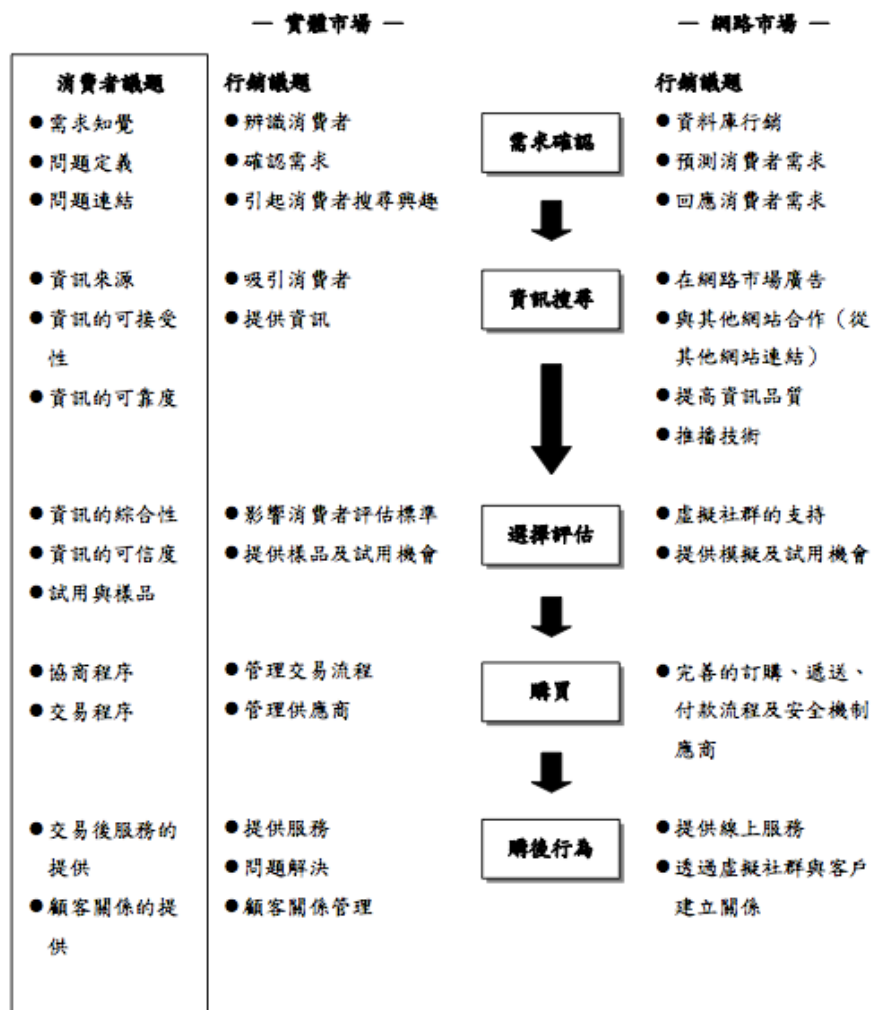 — 實體市場 —
— 網路市場 —
消費者議題
行銷議題
行銷議題
●需求知覺
●問題定義
●問題連結
●辨識消費者
●確認需求
●引起消費者搜尋興趣
需求確認
●資料庫行銷
●預測消費者需求
●回應消費者需求
●資訊來源
●資訊的可接受
性
●資訊的可靠度
●吸引消費者
●提供資訊
資訊搜尋
●在網路市場廣告
●與其他網站合作（從
其他網站連結）
●提高資訊品質
●推播技術
●資訊的綜合性
●資訊的可信度
●試用與樣品
●影響消費者評估標準
●提供樣品及試用機會
選擇評估
●虛擬社群的支持
●提供模擬及試用機會
●協商程序
●交易程序
●管理交易流程
●管理供應商
購買
●完善的訂購、遞送、
付款流程及安全機制
應商
●交易後服務的
提供
●顧客關係的提
供
●提供服務
●問題解決
●顧客關係管理
購後行為
●提供線上服務
●透過虛擬社群與客戶
建立關係